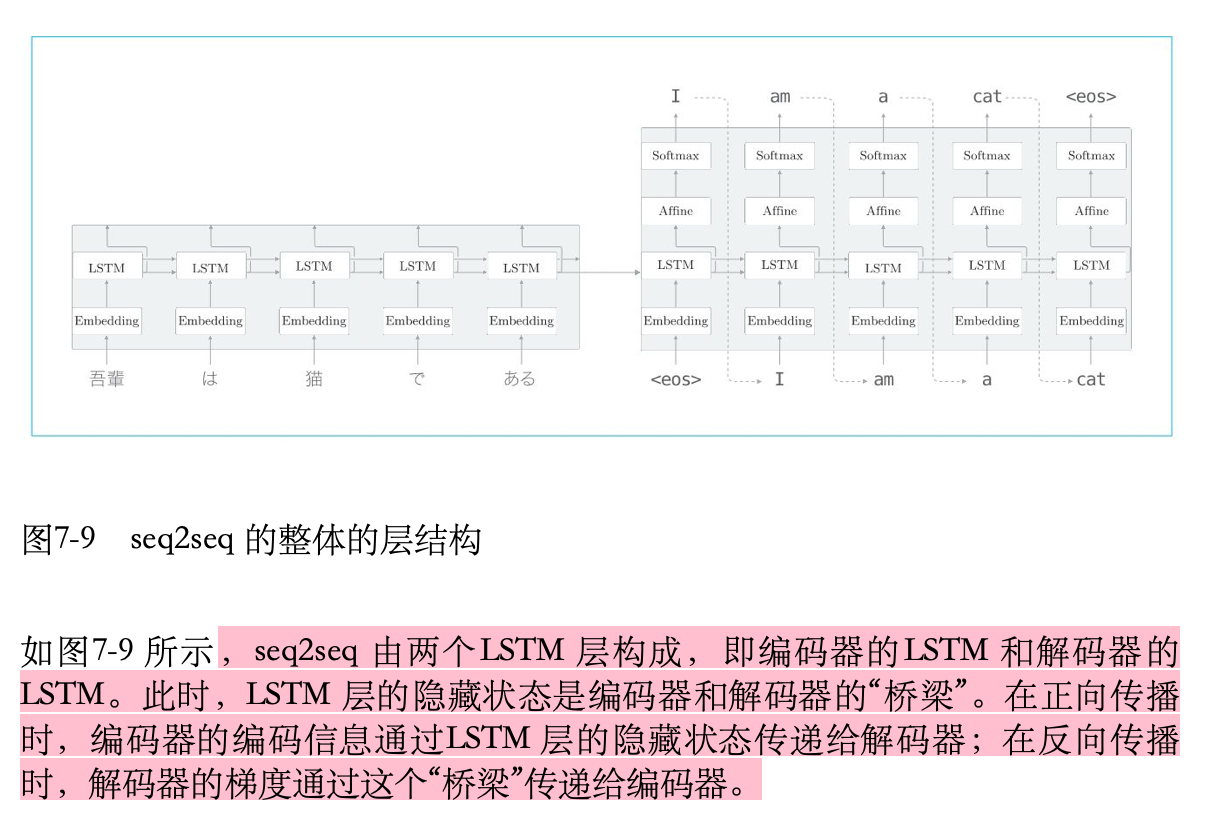 I am a cat <eos>
Softmax Softmax Softmax Softmax Softmax
Affine Affine Affine Affine Affine
LSTM LSTM LSTM LSTM LSTM LSTM LSTM LSTM LSTM LSTM
Embedding Embedding Embedding Embedding Embedding Embedding Embedding Embedding Embedding Embedding
吾輩 は 猫 で ある <eos> I am a cat
图7-9 seq2seq 的整体的层结构
如图7-9 所示，seq2seq 由两个LSTM 层构成，即编码器的LSTM 和解码器的
LSTM。此时，LSTM 层的隐藏状态是编码器和解码器的“桥梁”。在正向传播
时，编码器的编码信息通过LSTM 层的隐藏状态传递给解码器；在反向传播
时，解码器的梯度通过这个“桥梁”传递给编码器。